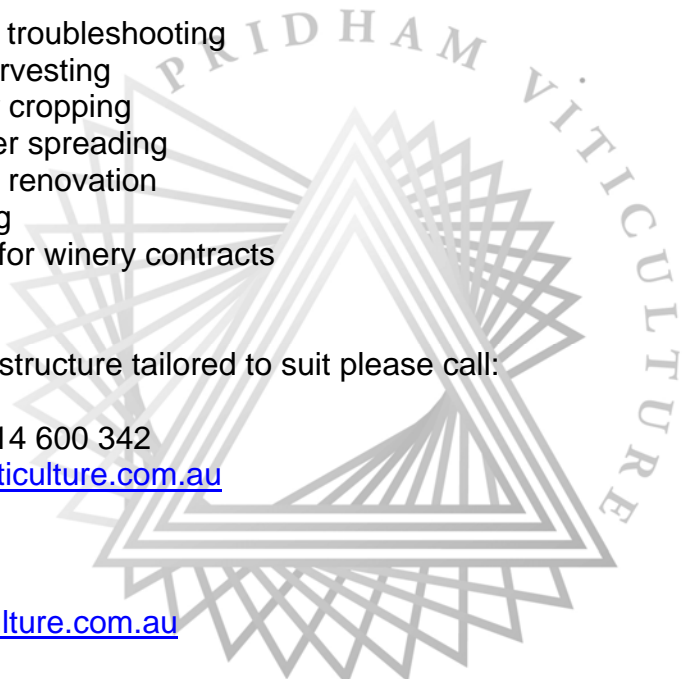 troubleshooting
rvesting
cropping
er spreading
renovation
g
for winery contracts
structure tailored to suit please call:
14 600 342
ticulture.com.au
lture.com.au
PRIDHAM VITICULTURE